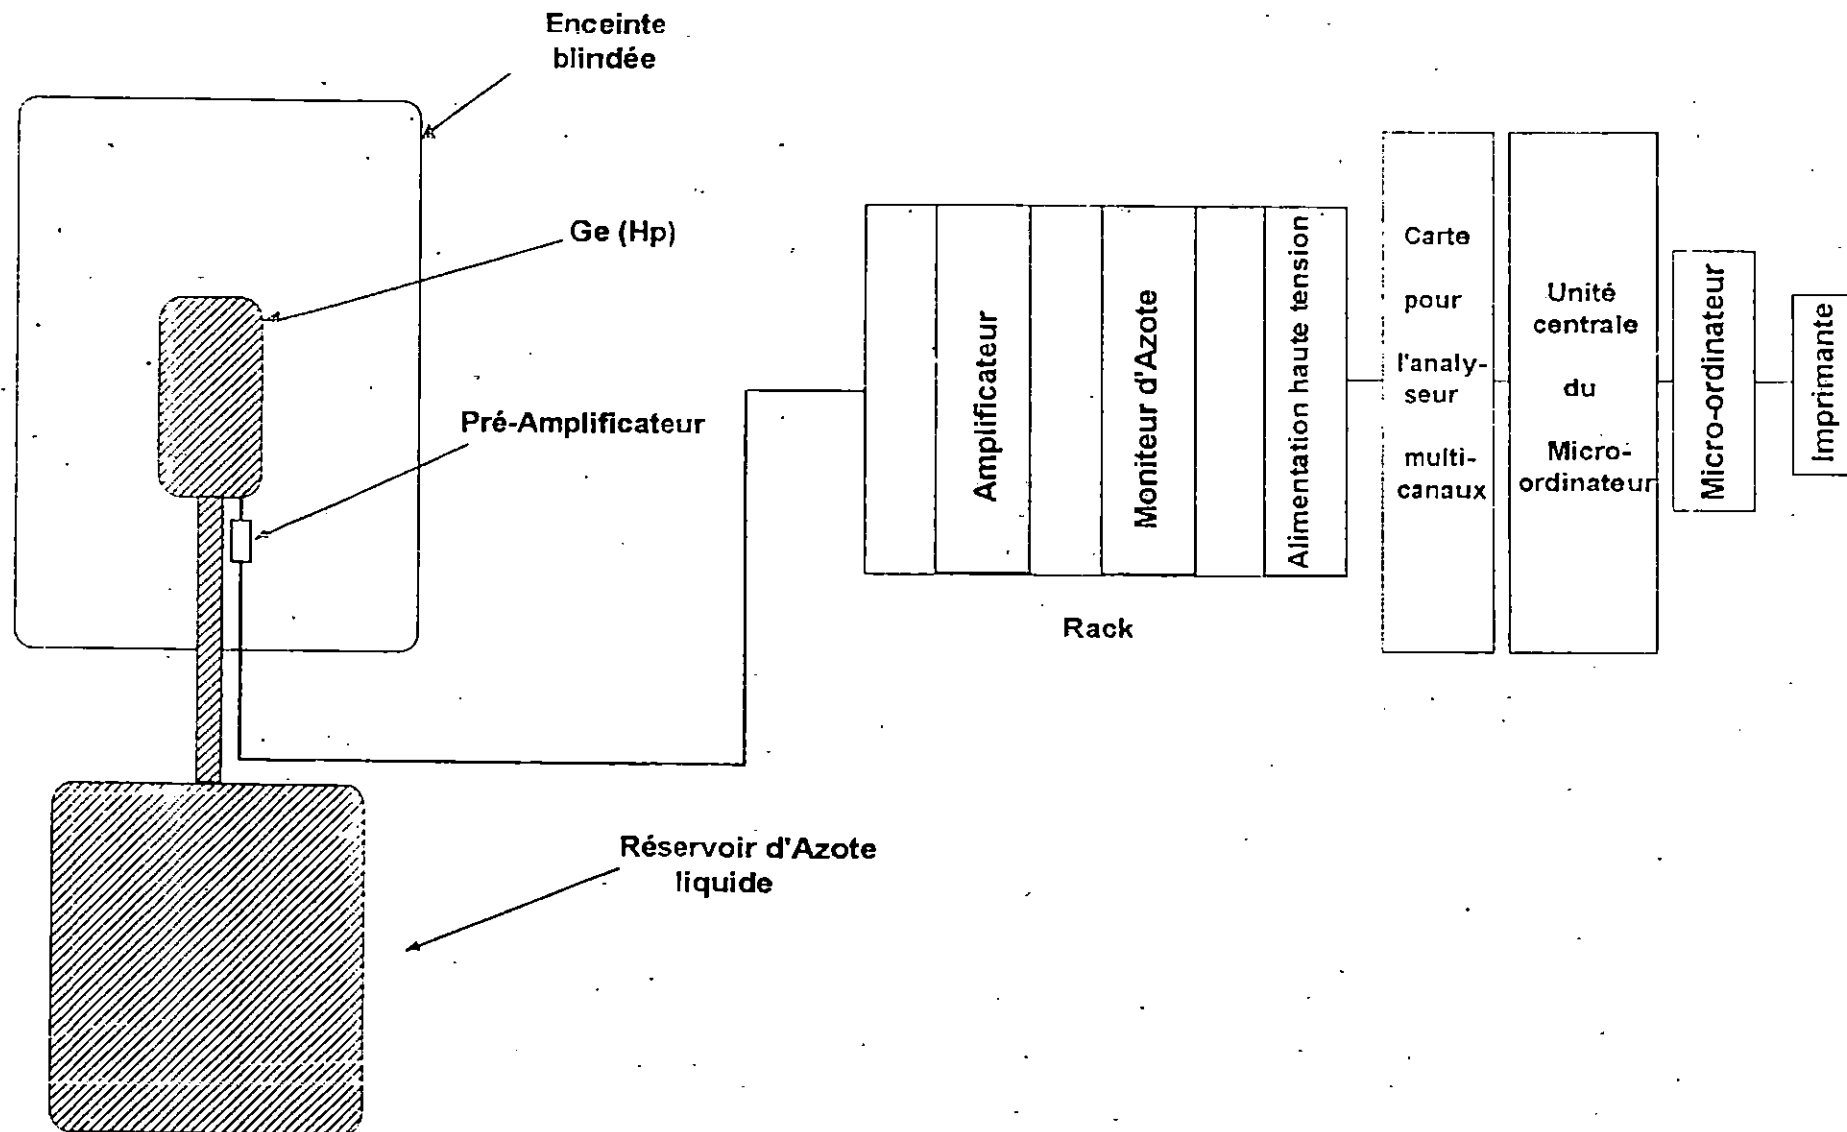 Enceinte
blindée
Ge (Hp)
Pré-Amplificateur
Réservoir d'Azote
liquide
Amplificateur
Moniteur d'Azote
Alimentation haute tension
Rack
Carte
pour
l'analy-
seur
multi-
canaux
Unité
centrale
du
Micro-
ordinateur
Micro-ordinateur
Imprimante